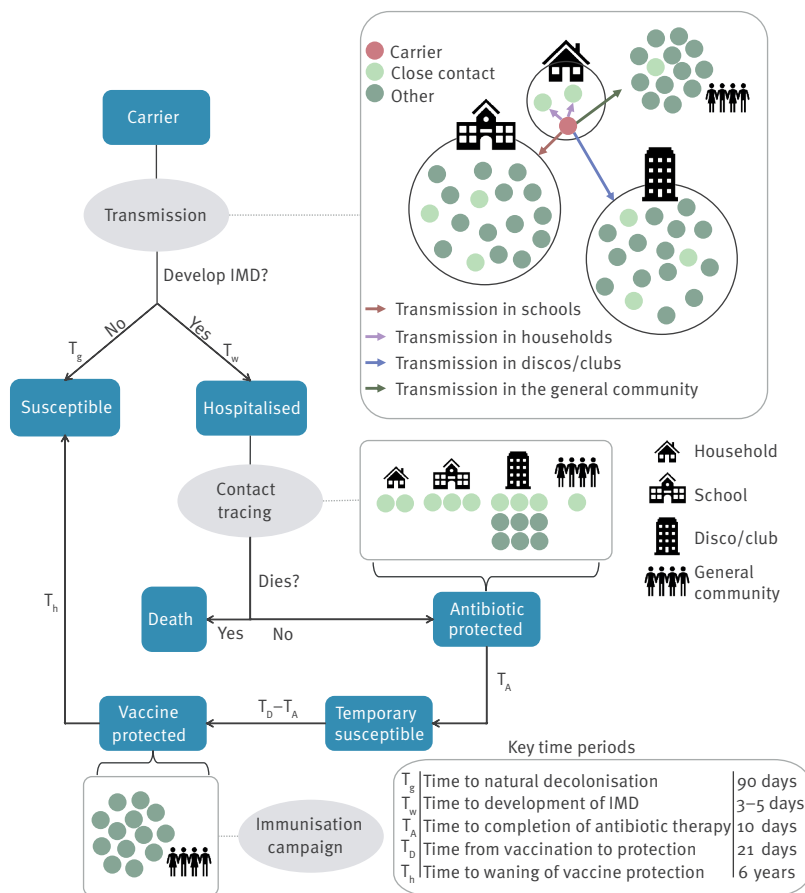 Carrier
Close contact
Other
Carrier
Transmission
Transmission in schools
Transmission in households
Transmission in discos/clubs
Transmission in the general community
Develop IMD?
No
Yes
Tg
Tw
Susceptible
Hospitalised
Contact
tracing
Household
School
Disco/club
General
community
Dies?
Th
Death
Yes
No
Antibiotic
protected
TA
Vaccine
protected
TD–TA
Temporary
susceptible
Key time periods
Tg Time to natural decolonisation 90 days
Tw Time to development of IMD 3–5 days
TA Time to completion of antibiotic therapy 10 days
TD Time from vaccination to protection 21 days
Th Time to waning of vaccine protection 6 years
Immunisation
campaign